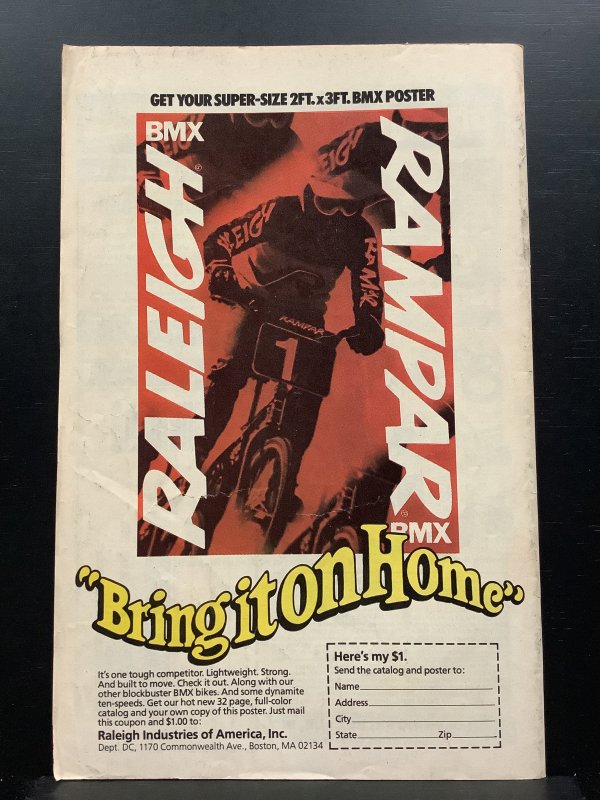 GET YOUR SUPER-SIZE 2FT. x 3FT. BMX POSTER
BMX
RALEIGH®
RAMPAR®
BMX
RALEIGH
RAMPAR
1
"Bring it on Home"
It's one tough competitor. Lightweight. Strong.
And built to move. Check it out. Along with our
other blockbuster BMX bikes. And some dynamite
ten-speeds. Get our hot new 32 page, full-color
catalog and your own copy of this poster. Just mail
this coupon and $1.00 to:
Raleigh Industries of America, Inc.
Dept. DC, 1170 Commonwealth Ave., Boston, MA 02134
Here's my $1.
Send the catalog and poster to:
Name
Address
City
State Zip